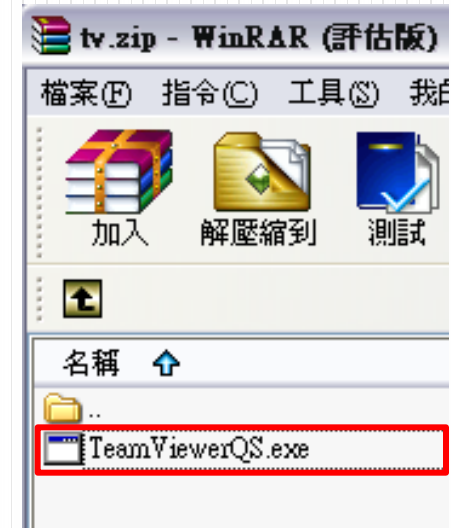 tv.zip - WinRAR (評估版)
檔案(F) 指令(C) 工具(S) 我的
加入 解壓縮到 測試
名稱
..
TeamViewerQS.exe